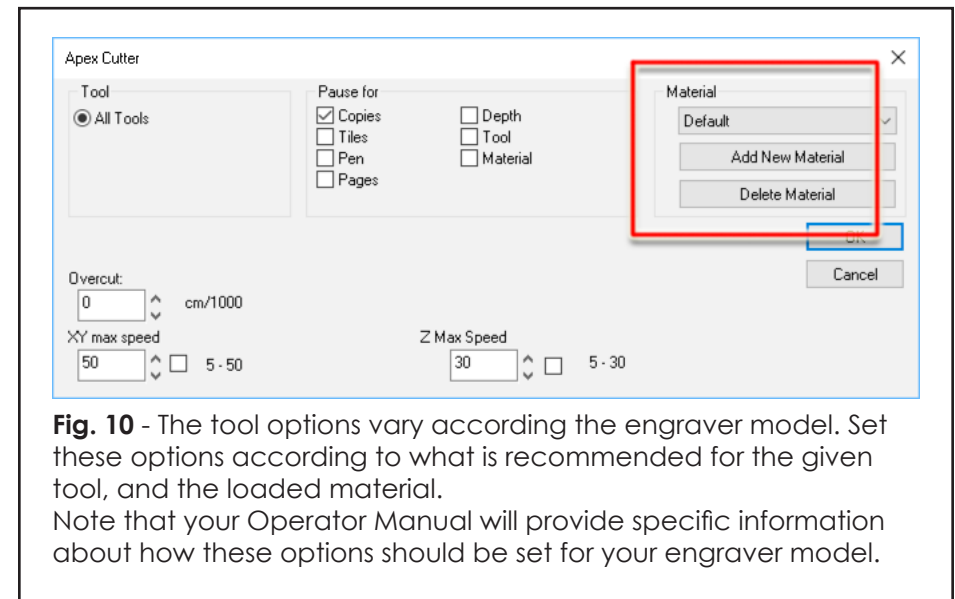 Apex Cutter
Tool
All Tools
Pause for
Copies
Tiles
Pen
Pages
Depth
Tool
Material
Material
Default
Add New Material
Delete Material
OK
Cancel
Overcut:
0 cm/1000
XY max speed
50 5 - 50
Z Max Speed
30 5 - 30
Fig. 10 - The tool options vary according the engraver model. Set
these options according to what is recommended for the given
tool, and the loaded material.
Note that your Operator Manual will provide specific information
about how these options should be set for your engraver model.